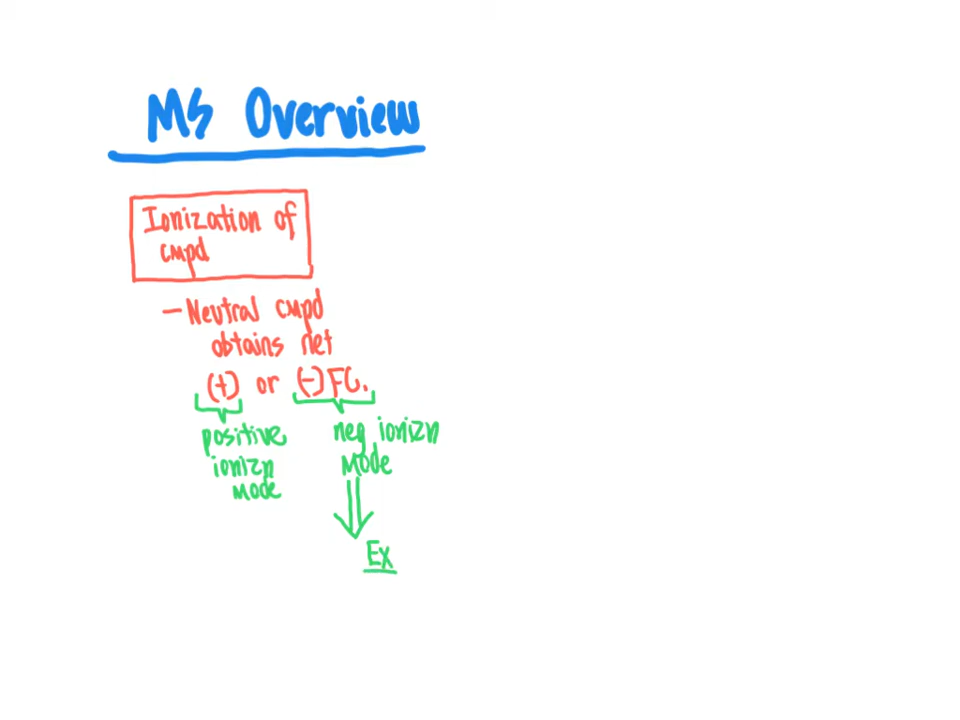 MS Overview
Ionization of
cmpd
- Neutral cmpd
obtains net
(+) or (-) FC.
positive
ionizn
mode
neg ionizn
mode
Ex